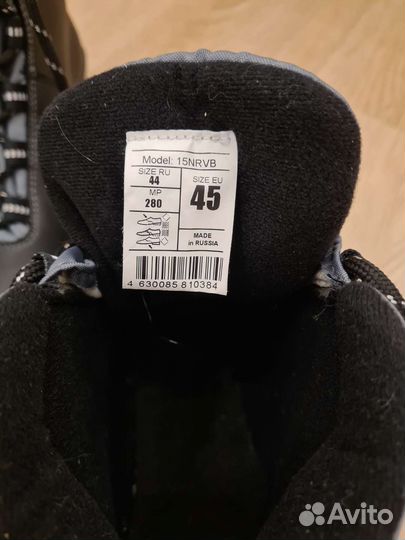 Model: 15NRVB
SIZE RU
44
MP
280
SIZE EU
45
MADE
in RUSSIA
4 630085 810384
Avito